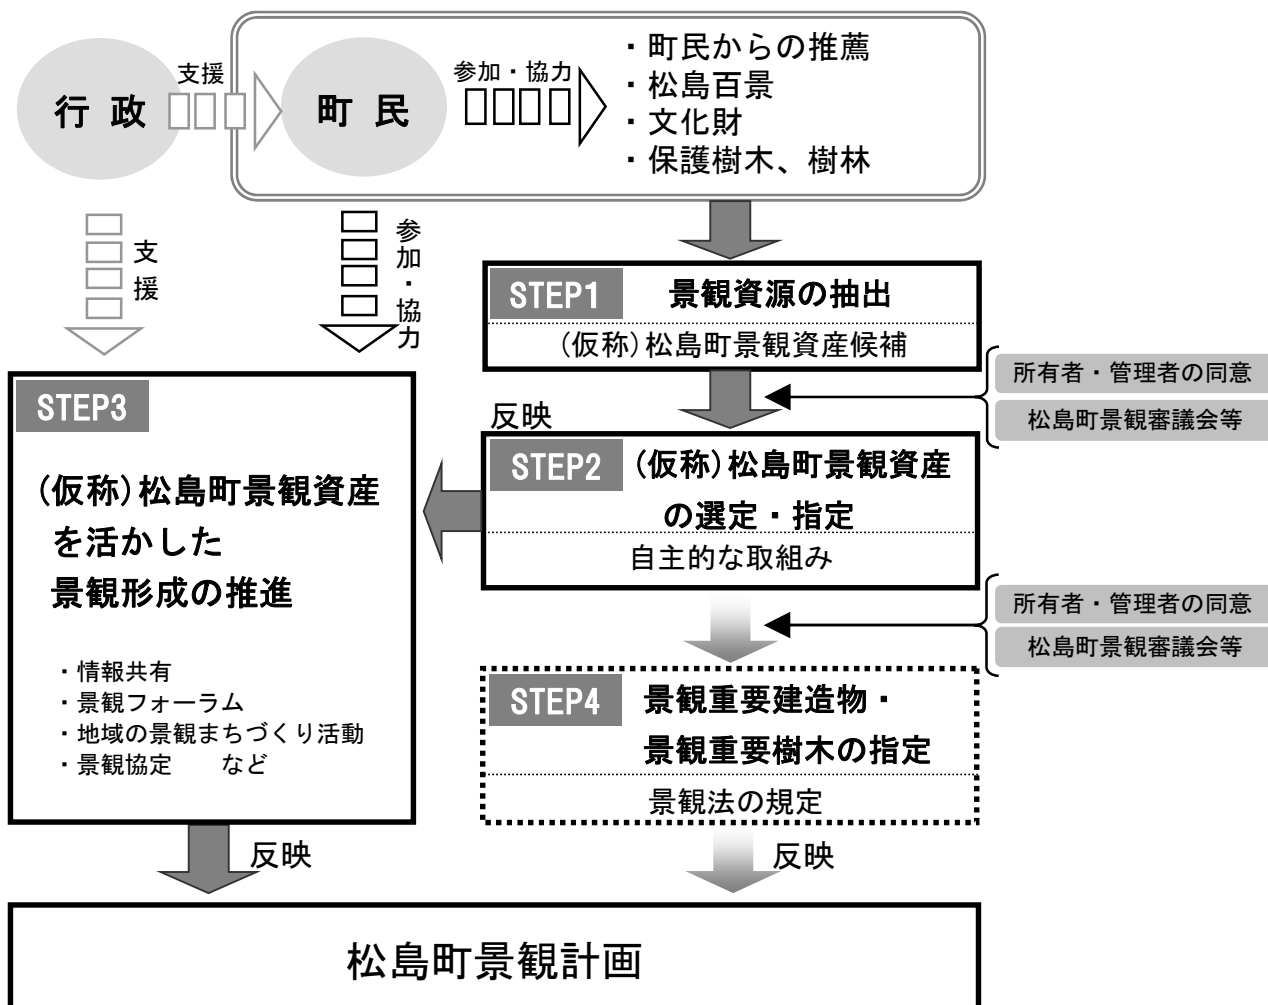 行 政
支援
町 民
参加・協力
・町民からの推薦
・松島百景
・文化財
・保護樹木、樹林
支援
参加・協力
STEP1 景観資源の抽出
(仮称)松島町景観資産候補
所有者・管理者の同意
松島町景観審議会等
反映
STEP2 (仮称)松島町景観資産
の選定・指定
自主的な取組み
STEP3
(仮称)松島町景観資産
を活かした
景観形成の推進
・情報共有
・景観フォーラム
・地域の景観まちづくり活動
・景観協定 など
所有者・管理者の同意
松島町景観審議会等
STEP4 景観重要建造物・
景観重要樹木の指定
景観法の規定
反映
反映
松島町景観計画